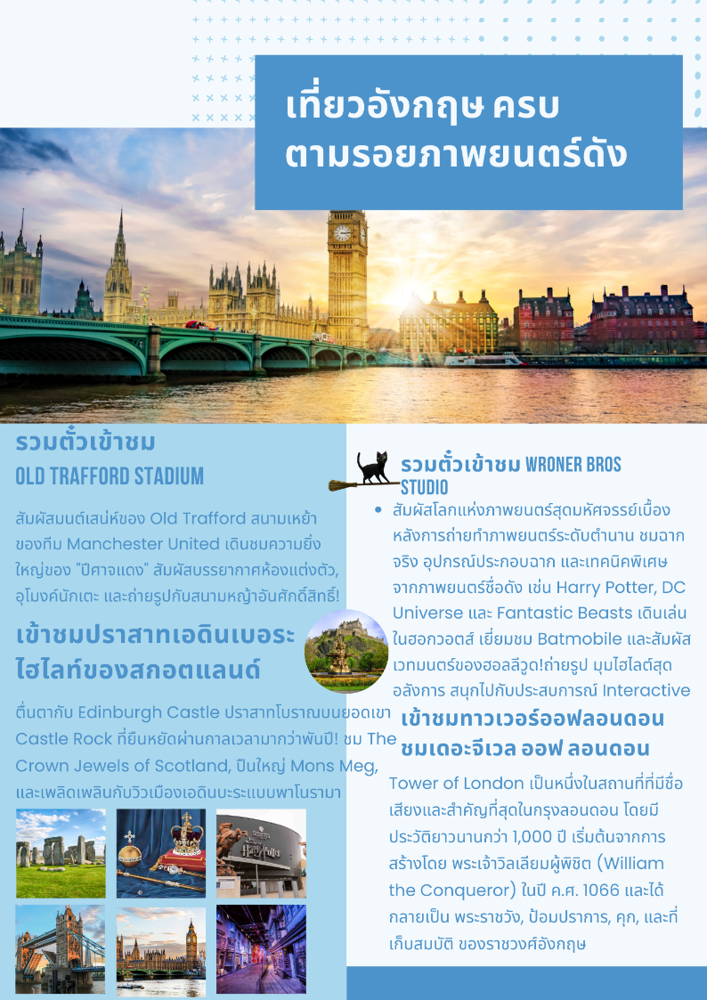 เที่ยวอังกฤษ ครบ
ตามรอยภาพยนตร์ดัง
รวมตั๋วเข้าชม
OLD TRAFFORD STADIUM
สัมผัสมนต์เสน่ห์ของ Old Trafford สนามเหย้า
ของทีม Manchester United เดินชมความยิ่ง
ใหญ่ของ "ปีศาจแดง" สัมผัสบรรยากาศห้องแต่งตัว,
อุโมงค์นักเตะ และถ่ายรูปกับสนามหญ้าอันศักดิ์สิทธิ์!
เข้าชมปราสาทเอดินเบอระ
ไฮไลท์ของสกอตแลนด์
ตื่นตากับ Edinburgh Castle ปราสาทโบราณบนยอดเขา
Castle Rock ที่ยืนหยัดผ่านกาลเวลามากว่าพันปี! ชม The
Crown Jewels of Scotland, ปืนใหญ่ Mons Meg,
และเพลิดเพลินกับวิวเมืองเอดินบะระแบบพาโนรามา
รวมตั๋วเข้าชม WRONER BROS
STUDIO
• สัมผัสโลกแห่งภาพยนตร์สุดมหัศจรรย์เบื้อง
หลังการถ่ายทำภาพยนตร์ระดับตำนาน ชมฉาก
จริง อุปกรณ์ประกอบฉาก และเทคนิคพิเศษ
จากภาพยนตร์ชื่อดัง เช่น Harry Potter, DC
Universe และ Fantastic Beasts เดินเล่น
ในฮอกวอตส์ เยี่ยมชม Batmobile และสัมผัส
เวทมนตร์ของฮอลลีวูด!ถ่ายรูป มุมไฮไลต์สุด
อลังการ สนุกไปกับประสบการณ์ Interactive
เข้าชมทาวเวอร์ออฟลอนดอน
ชมเดอะจีเวล ออฟ ลอนดอน
Tower of London เป็นหนึ่งในสถานที่ที่มีชื่อ
เสียงและสำคัญที่สุดในกรุงลอนดอน โดยมี
ประวัติยาวนานกว่า 1,000 ปี เริ่มต้นจากการ
สร้างโดย พระเจ้าวิลเลียมผู้พิชิต (William
the Conqueror) ในปี ค.ศ. 1066 และได้
กลายเป็น พระราชวัง, ป้อมปราการ, คุก, และที่
เก็บสมบัติ ของราชวงศ์อังกฤษ
Harry Potter